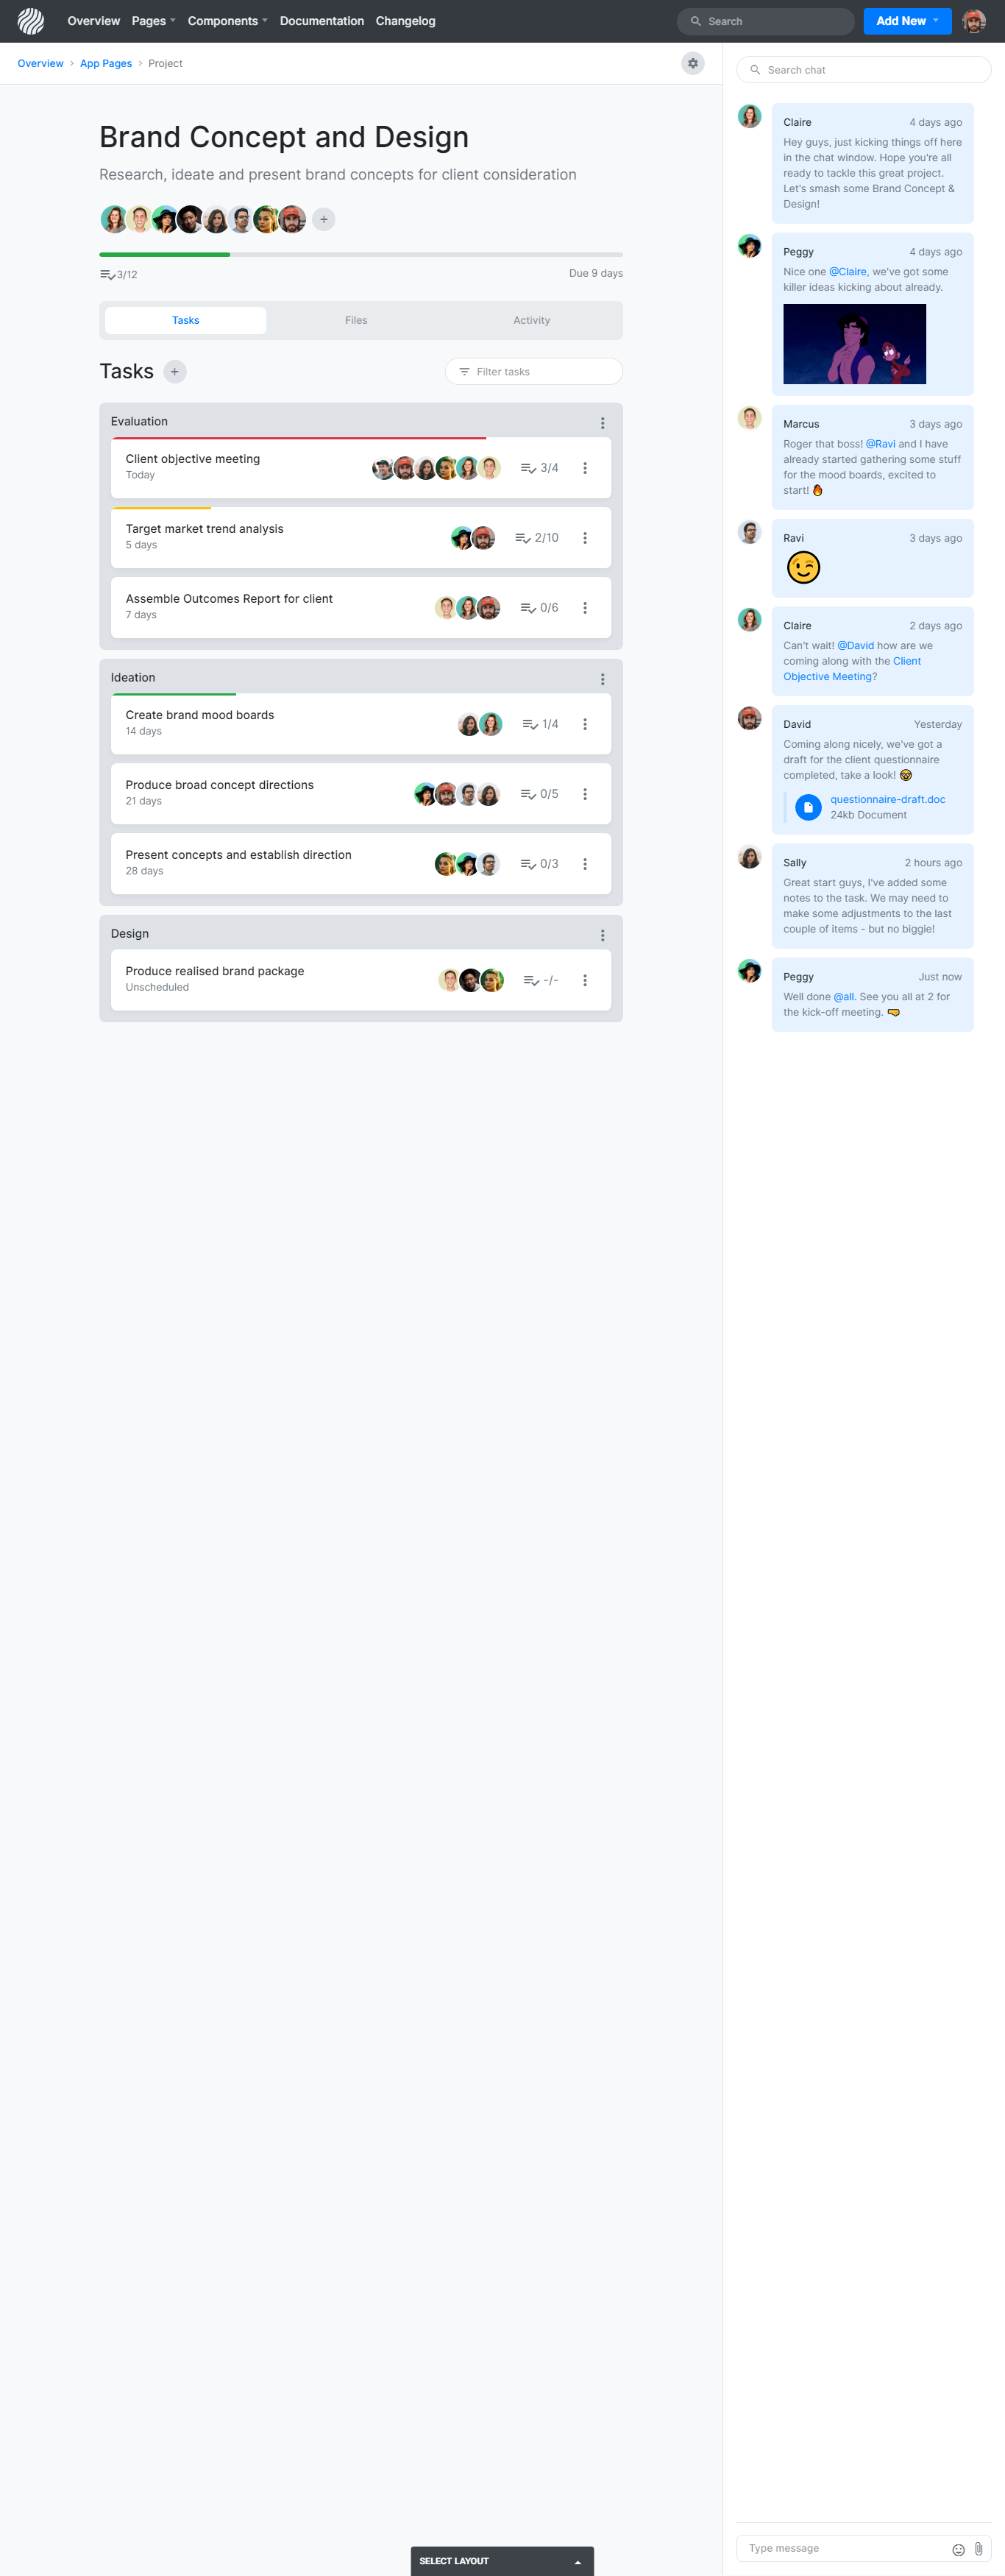 Overview Pages Components Documentation Changelog Search Add New
Overview > App Pages > Project
Brand Concept and Design
Research, ideate and present brand concepts for client consideration
+
3/12 Due 9 days
Tasks Files Activity
Tasks + Filter tasks
Evaluation
Client objective meeting
Today
3/4
Target market trend analysis
5 days
2/10
Assemble Outcomes Report for client
7 days
0/6
Ideation
Create brand mood boards
14 days
1/4
Produce broad concept directions
21 days
0/5
Present concepts and establish direction
28 days
0/3
Design
Produce realised brand package
Unscheduled
-/-
SELECT LAYOUT
Search chat
Claire 4 days ago
Hey guys, just kicking things off here
in the chat window. Hope you're all
ready to tackle this great project.
Let's smash some Brand Concept &
Design!
Peggy 4 days ago
Nice one @Claire, we've got some
killer ideas kicking about already.
Marcus 3 days ago
Roger that boss! @Ravi and I have
already started gathering some stuff
for the mood boards, excited to
start! 🔥
Ravi 3 days ago
😉
Claire 2 days ago
Can't wait! @David how are we
coming along with the Client
Objective Meeting?
David Yesterday
Coming along nicely, we've got a
draft for the client questionnaire
completed, take a look! 🤓
questionnaire-draft.doc
24kb Document
Sally 2 hours ago
Great start guys, I've added some
notes to the task. We may need to
make some adjustments to the last
couple of items - but no biggie!
Peggy Just now
Well done @all. See you all at 2 for
the kick-off meeting. 🤜
Type message